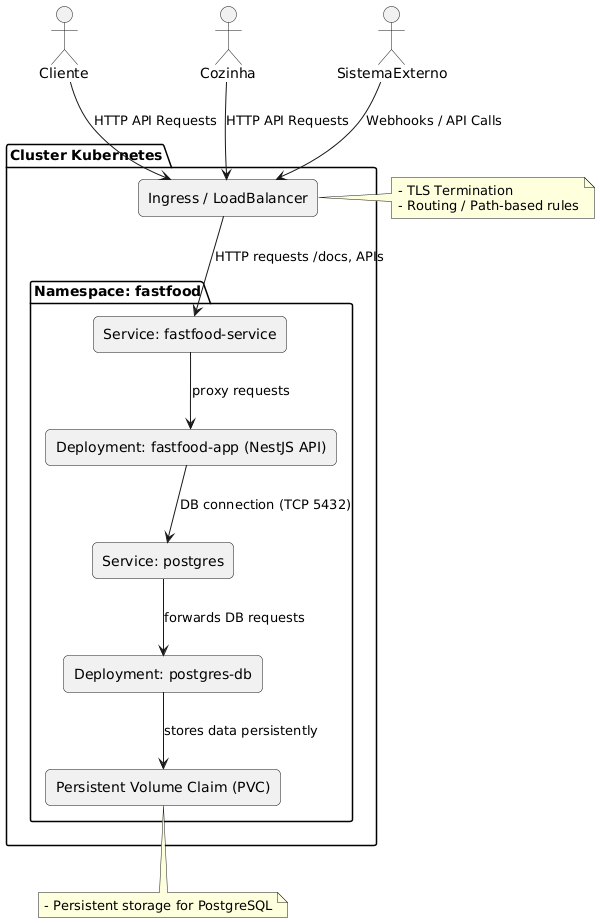 Cliente
Cozinha
SistemaExterno
HTTP API Requests
HTTP API Requests
Webhooks / API Calls
Cluster Kubernetes
Ingress / LoadBalancer
- TLS Termination
- Routing / Path-based rules
HTTP requests /docs, APIs
Namespace: fastfood
Service: fastfood-service
proxy requests
Deployment: fastfood-app (NestJS API)
DB connection (TCP 5432)
Service: postgres
forwards DB requests
Deployment: postgres-db
stores data persistently
Persistent Volume Claim (PVC)
- Persistent storage for PostgreSQL